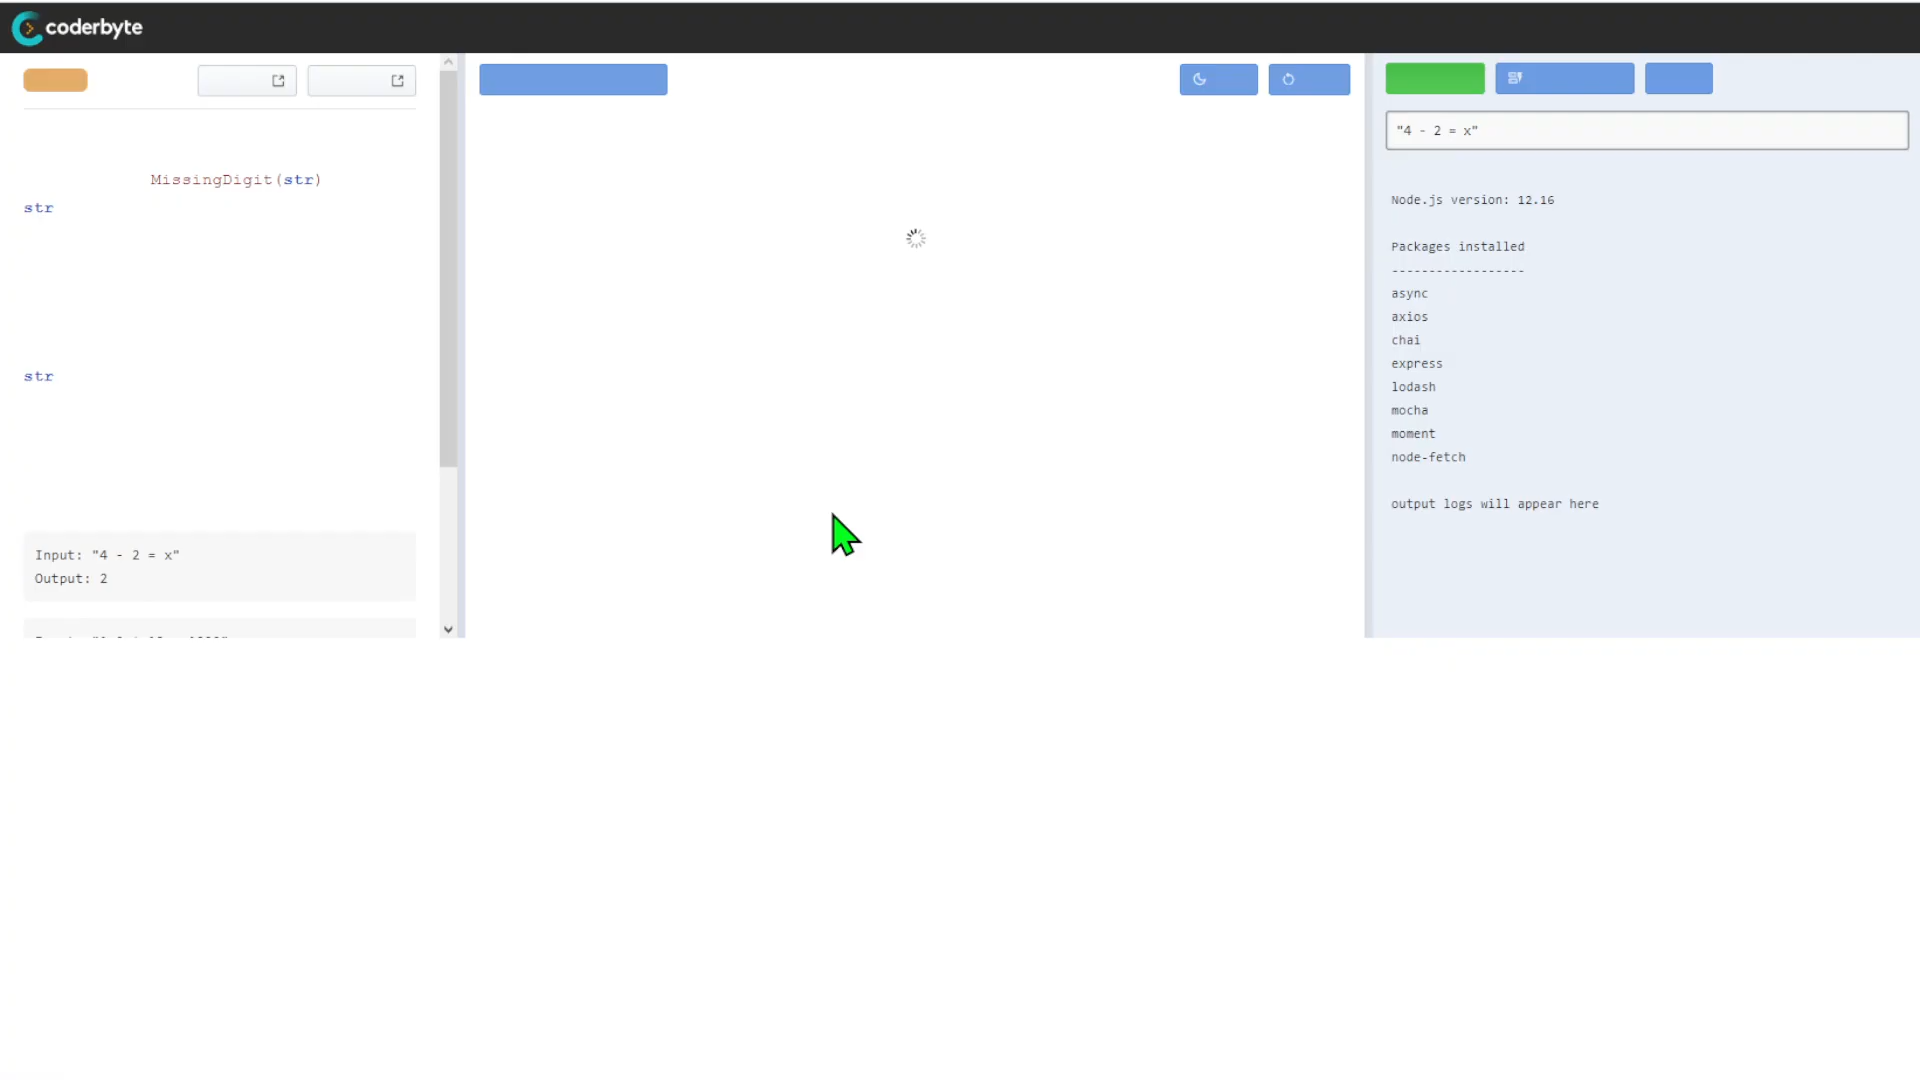 coderbyte
MissingDigit(str)
str
str
Input: "4 - 2 = x"
Output: 2
"4 - 2 = x"
Node.js version: 12.16
Packages installed
------------------
async
axios
chai
express
lodash
mocha
moment
node-fetch
output logs will appear here